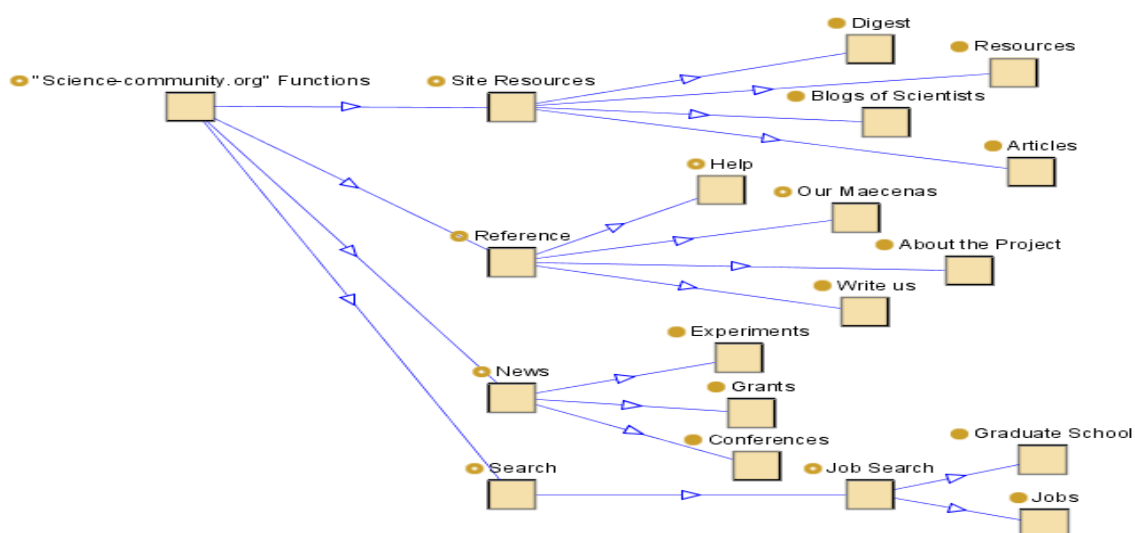 "Science-community.org" Functions
Site Resources
Digest
Resources
Blogs of Scientists
Articles
Reference
Help
Our Maecenas
About the Project
Write us
News
Experiments
Grants
Conferences
Search
Job Search
Graduate School
Jobs